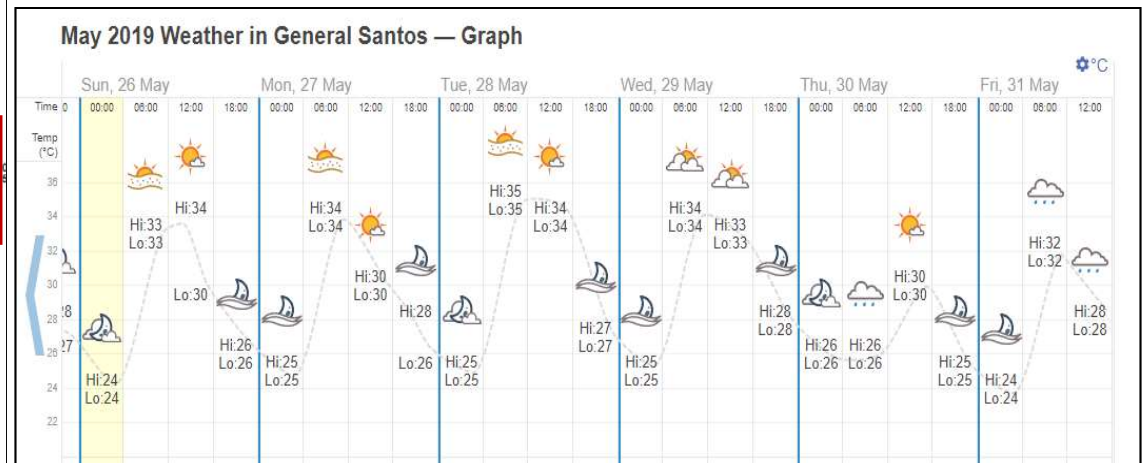 May 2019 Weather in General Santos — Graph
°C
Sun, 26 May Mon, 27 May Tue, 28 May Wed, 29 May Thu, 30 May Fri, 31 May
Time 0 00:00 06:00 12:00 18:00 00:00 06:00 12:00 18:00 00:00 06:00 12:00 18:00 00:00 06:00 12:00 18:00 00:00 06:00 12:00 18:00 00:00 06:00 12:00
Temp
(°C)
36
34
32
30
28
26
24
22
:8
27
Hi:24
Lo:24
Hi:33
Lo:33
Hi:34
Lo:30
Hi:26
Lo:26
Hi:25
Lo:25
Hi:34
Lo:34
Hi:30
Lo:30
Hi:28
Lo:26
Hi:25
Lo:25
Hi:35
Lo:35
Hi:34
Lo:34
Hi:27
Lo:27
Hi:25
Lo:25
Hi:34
Lo:34
Hi:33
Lo:33
Hi:28
Lo:28
Hi:26
Lo:26
Hi:26
Lo:26
Hi:30
Lo:30
Hi:25
Lo:25
Hi:24
Lo:24
Hi:32
Lo:32
Hi:28
Lo:28